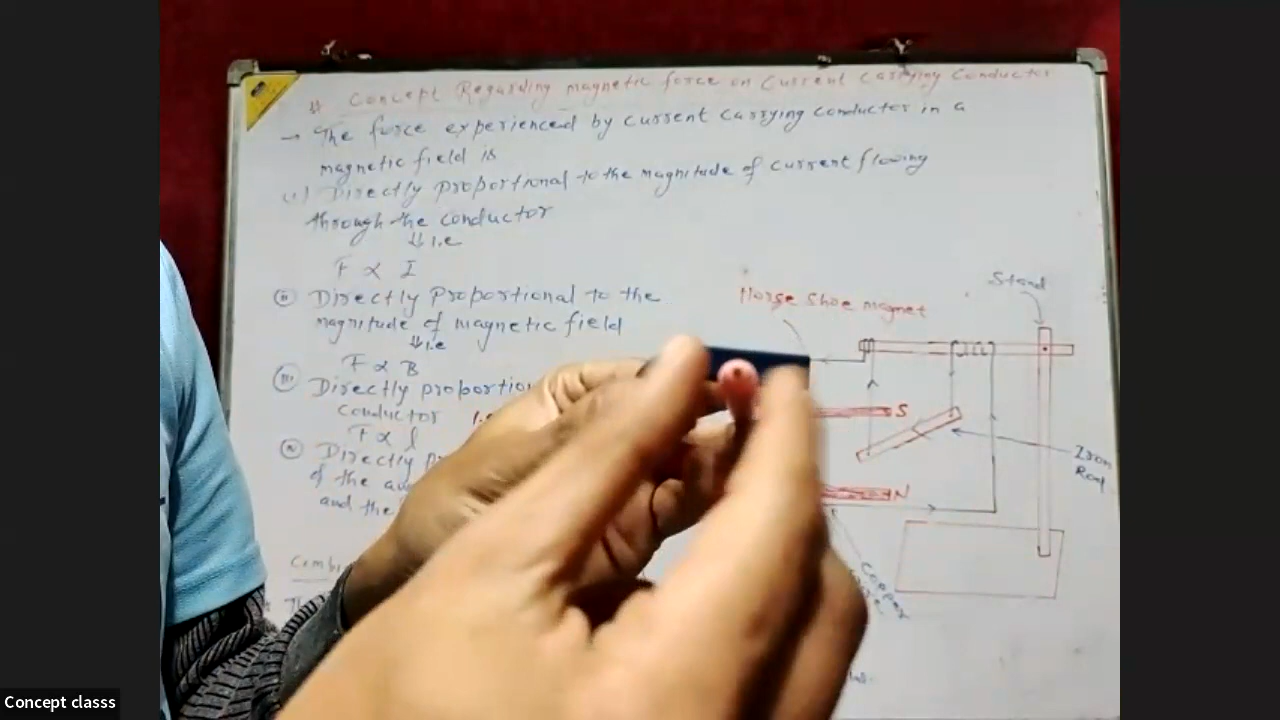 # Concept Regarding magnetic force on Current Carrying Conductor
→ The force experienced by current carrying conductor in a
magnetic field is
(i) Directly proportional to the magnitude of current flowing
through the conductor
⇓ i.e
F ∝ I
(ii) Directly proportional to the
magnitude of magnetic field
⇓ i.e
F ∝ B
(iii) Directly
conductor
F ∝ l
(iv) Directly
of the
and the
Horse Shoe magnet
Stand
S
N
Iron
Rod
Copper
Concept classs